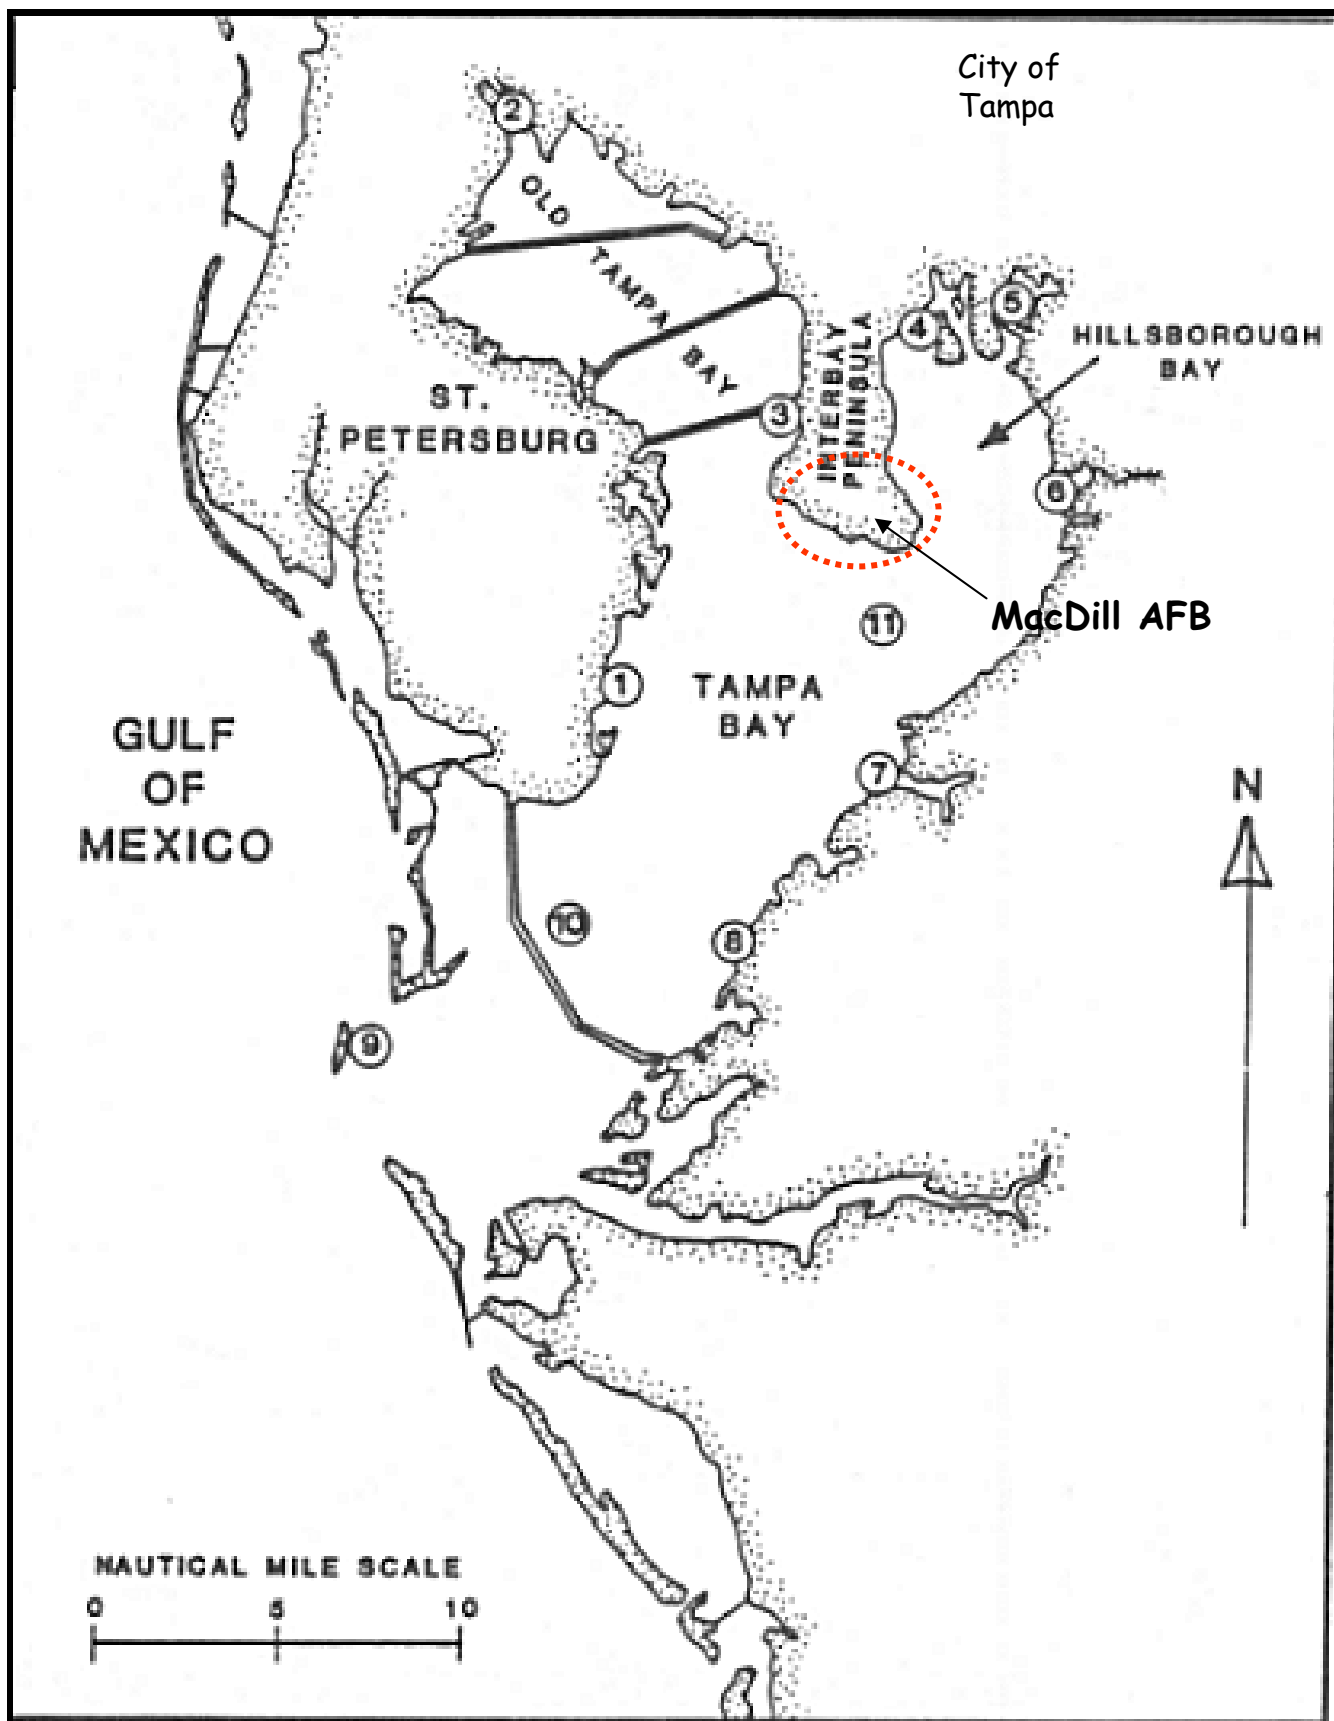 City of
Tampa
2
OLD
TAMPA
BAY
5
4
HILLSBOROUGH
BAY
INTERBAY
PENINSULA
ST.
PETERSBURG
3
6
MacDill AFB
11
1
TAMPA
BAY
GULF
OF
MEXICO
7
N
10
8
9
NAUTICAL MILE SCALE
0 5 10